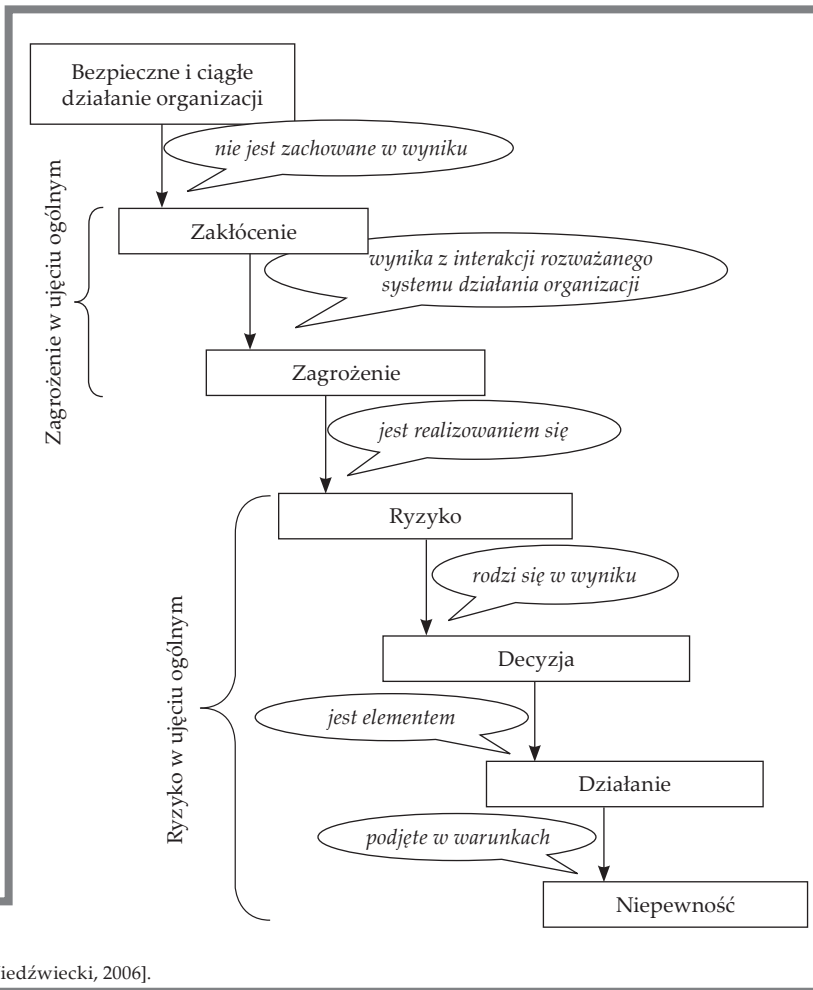 Bezpieczne i ciągłe
działanie organizacji
nie jest zachowane w wyniku
Zagrożenie w ujęciu ogólnym
Zakłócenie
wynika z interakcji rozważanego
systemu działania organizacji
Zagrożenie
jest realizowaniem się
Ryzyko w ujęciu ogólnym
Ryzyko
rodzi się w wyniku
Decyzja
jest elementem
Działanie
podjęte w warunkach
Niepewność
iedźwiecki, 2006].